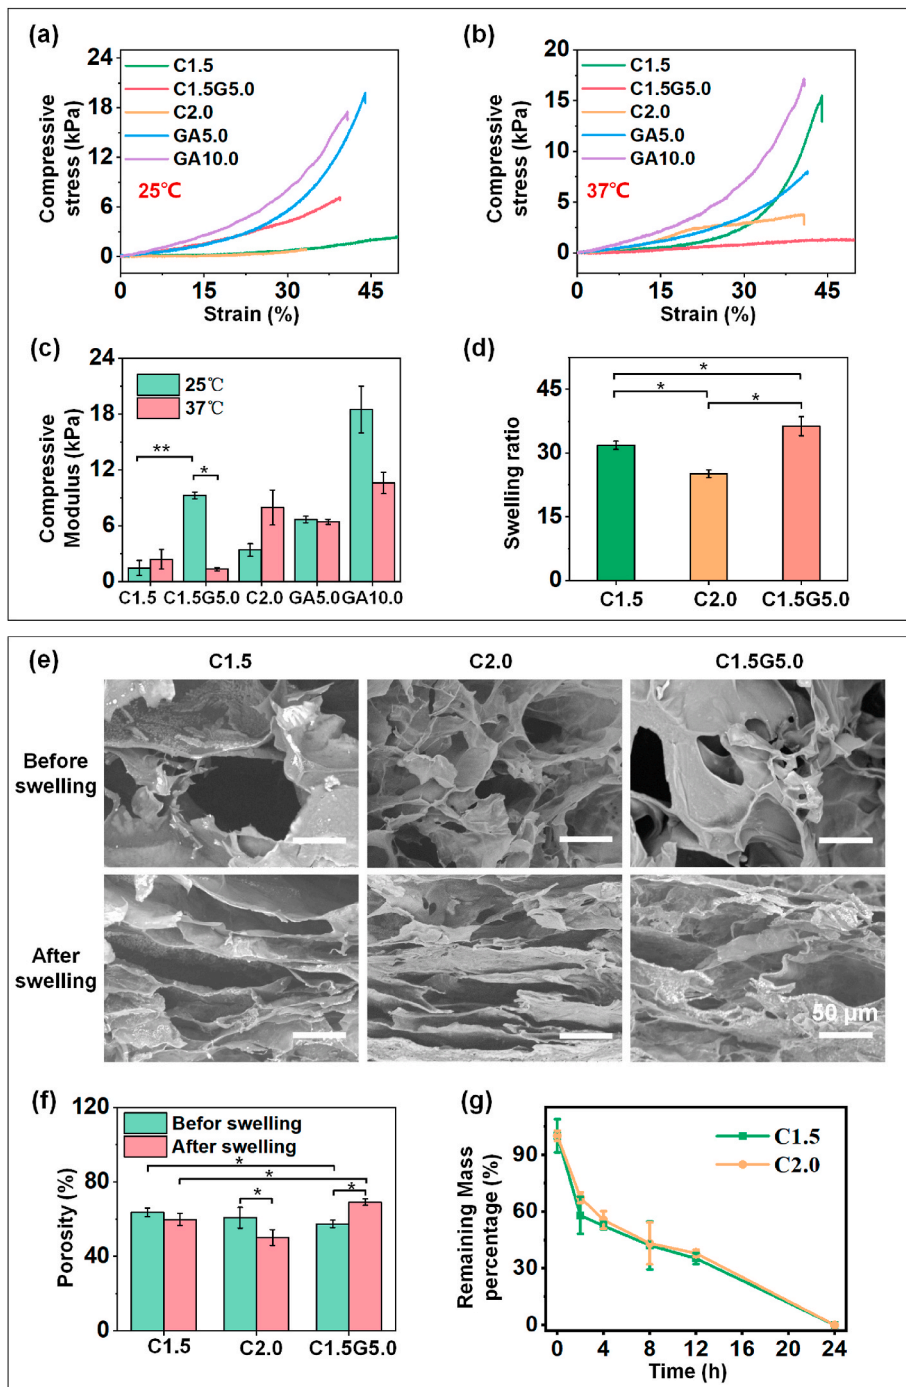 (a)
24
18
12
6
0
Compressive
stress (kPa)
C1.5
C1.5G5.0
C2.0
GA5.0
GA10.0
25℃
0 15 30 45
Strain (%)
(b)
20
15
10
5
0
Compressive
stress (kPa)
C1.5
C1.5G5.0
C2.0
GA5.0
GA10.0
37℃
0 15 30 45
Strain (%)
(c)
24
18
12
6
0
Compressive
Modulus (kPa)
25℃
37℃
**
*
C1.5 C1.5G5.0 C2.0 GA5.0 GA10.0
(d)
45
30
15
0
Swelling ratio
*
*
*
C1.5 C2.0 C1.5G5.0
(e)
C1.5 C2.0 C1.5G5.0
Before
swelling
After
swelling
50 μm
(f)
120
80
40
0
Porosity (%)
Befor swelling
After swelling
*
*
*
*
C1.5 C2.0 C1.5G5.0
(g)
90
60
30
0
Remaining Mass
percentage (%)
C1.5
C2.0
0 4 8 12 16 20 24
Time (h)